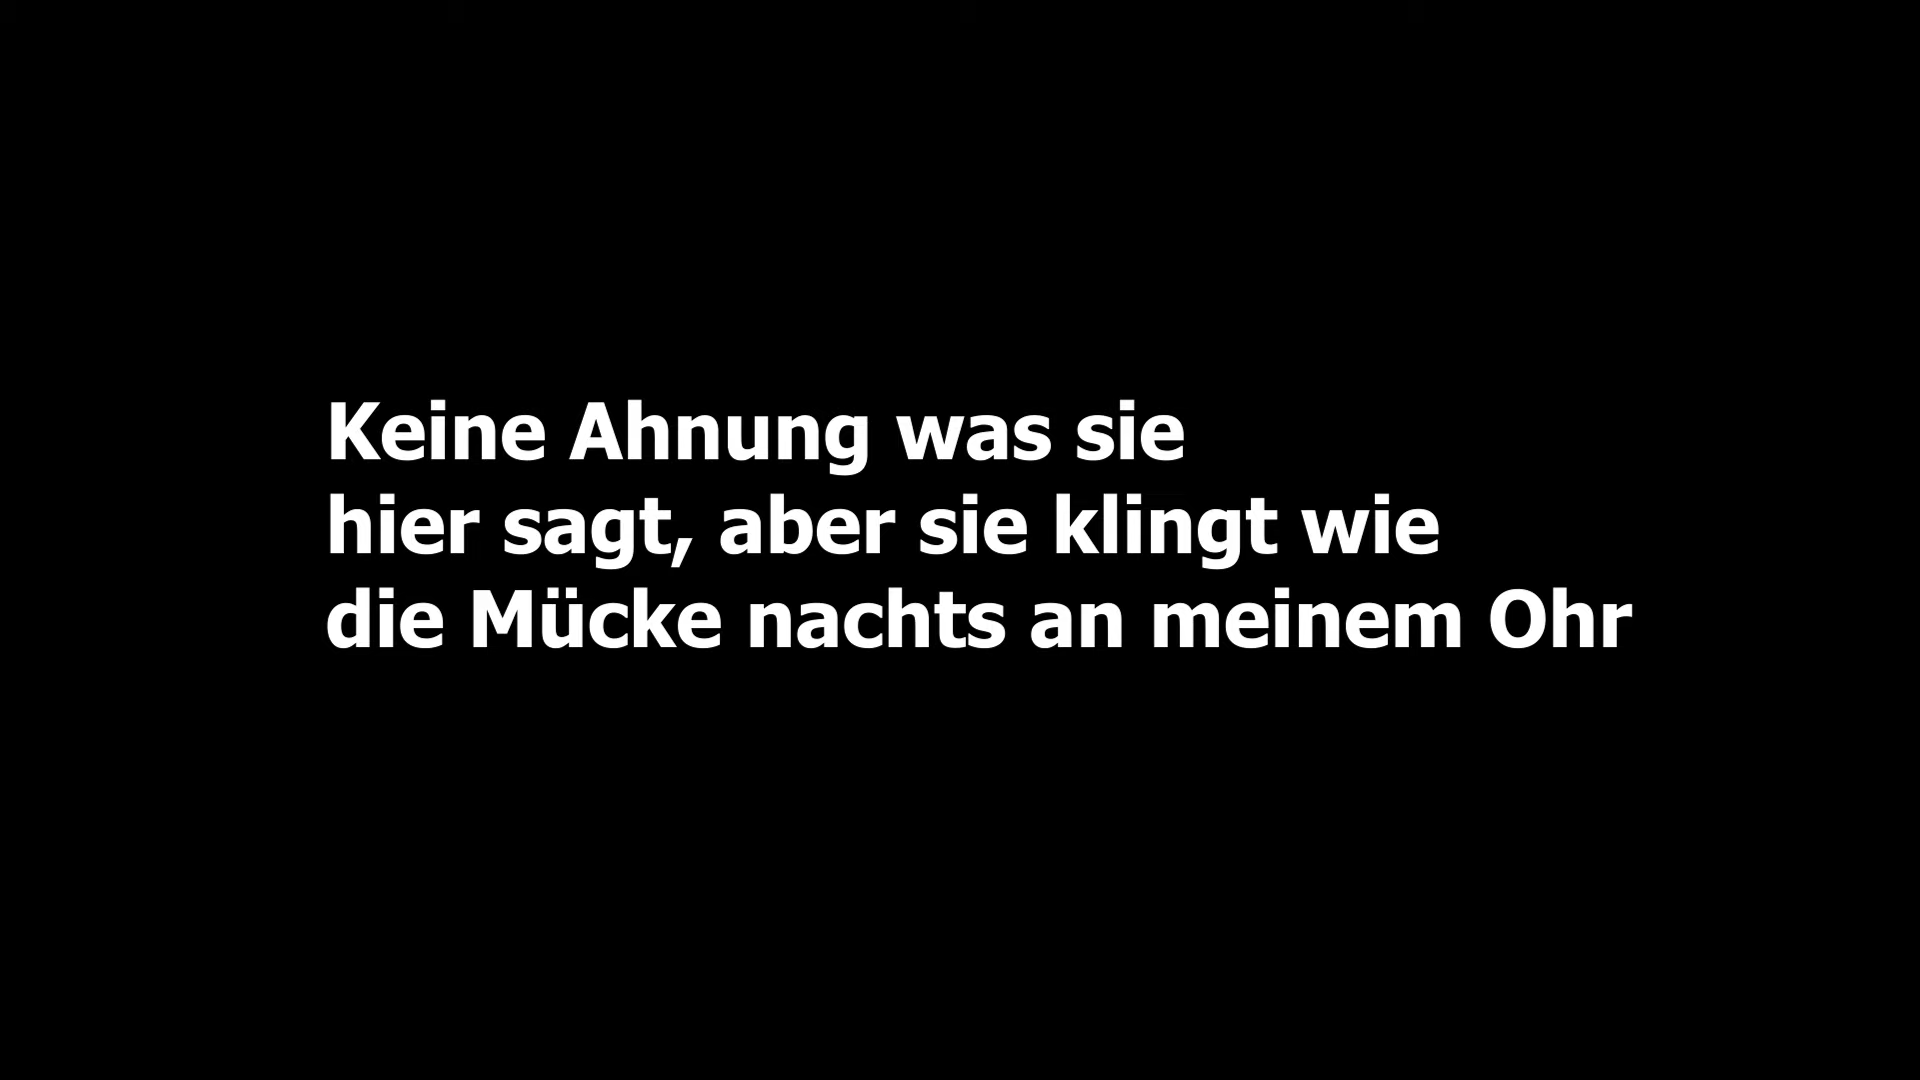 Keine Ahnung was sie
hier sagt, aber sie klingt wie
die Mücke nachts an meinem Ohr